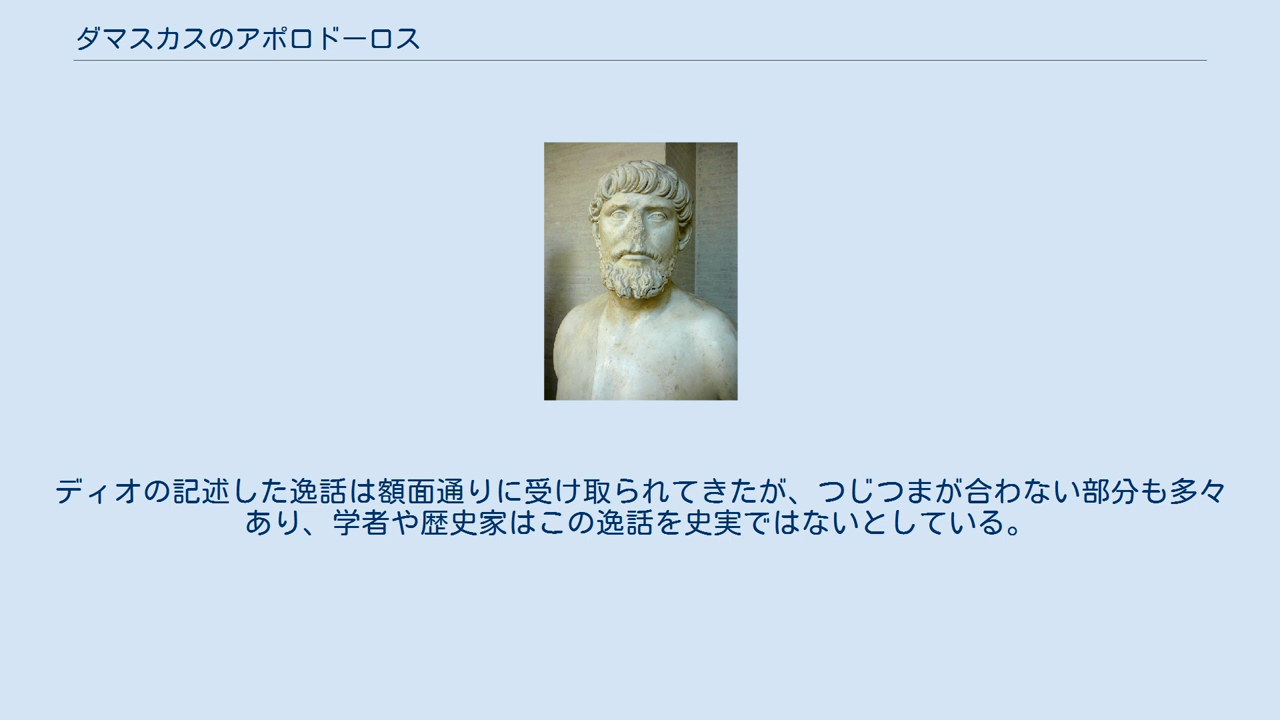 ダマスカスのアポロドーロス
ディオの記述した逸話は額面通りに受け取られてきたが、つじつまが合わない部分も多々
あり、学者や歴史家はこの逸話を史実ではないとしている。